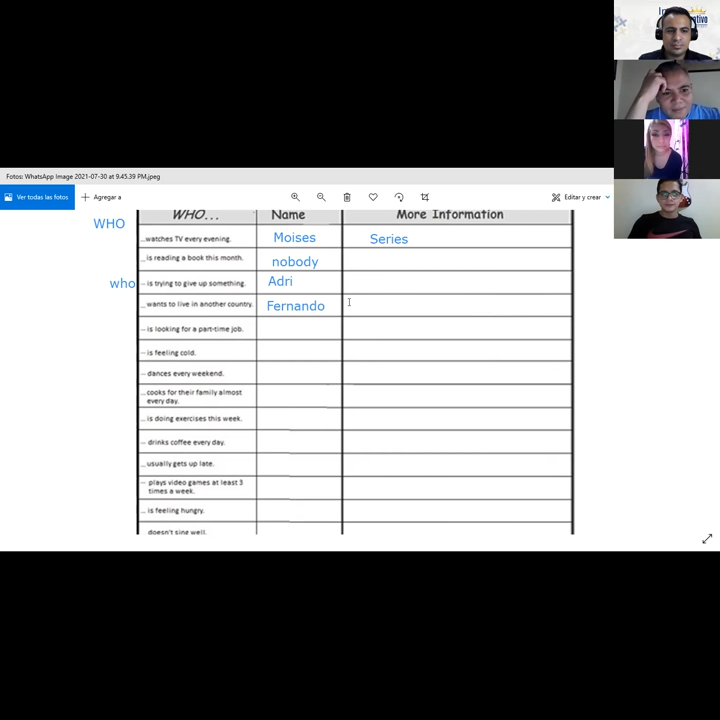 Fotos: WhatsApp Image 2021-07-30 at 9.45.39 PM.jpeg
Ver todas las fotos
Agregar a
Editar y crear
WHO
WHO...
Name
More Information
...watches TV every evening.
Moises
Series
... is reading a book this month.
nobody
who
... is trying to give up something.
Adri
... wants to live in another country.
Fernando
... is looking for a part-time job.
... is feeling cold.
... dances every weekend.
... cooks for their family almost
every day.
... is doing exercises this week.
... drinks coffee every day.
... usually gets up late.
... plays video games at least 3
times a week.
... is feeling hungry.
doesn't sing well.